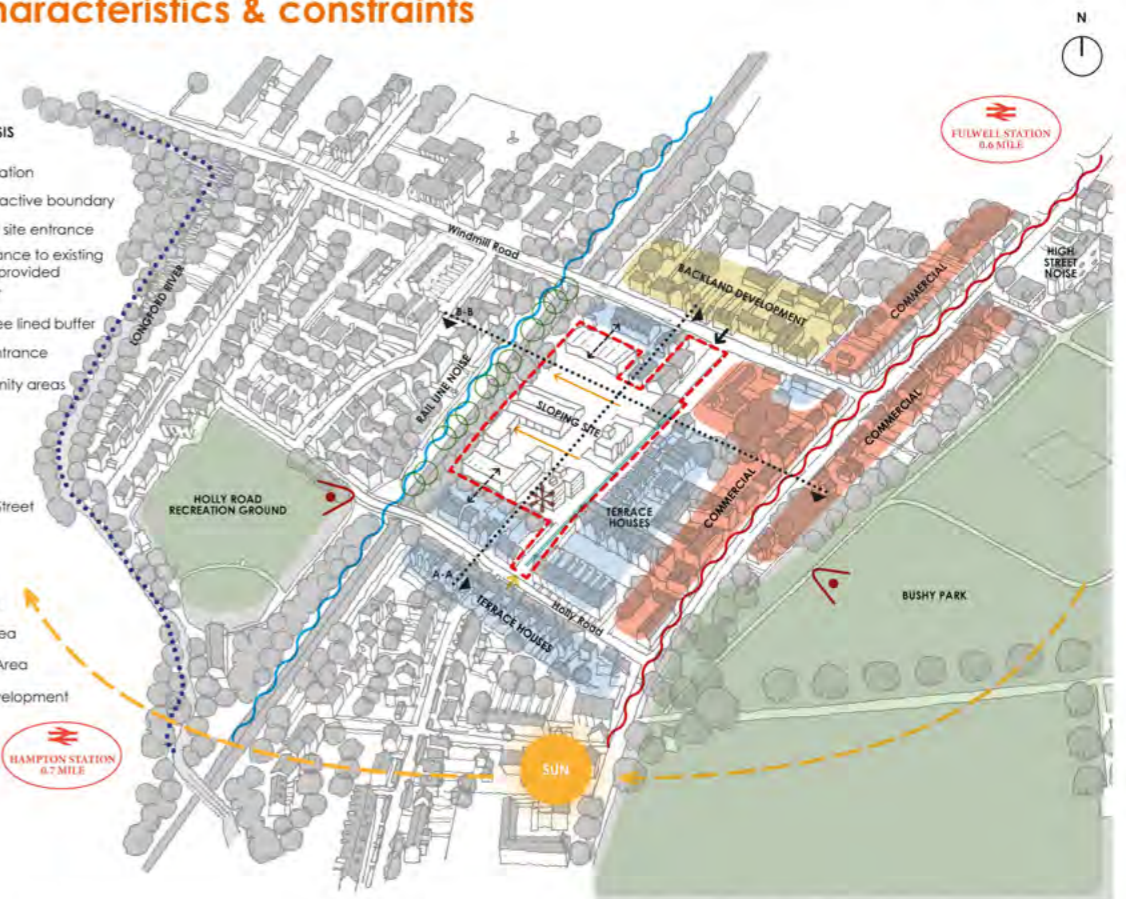 haracteristics & constraints
N
SIS
ation
active boundary
site entrance
ance to existing
provided
ee lined buffer
ntrance
nity areas
Street
ea
Area
velopment
FULWELL STATION
0.6 MILE
HIGH
STREET
NOISE
Windmill Road
BACKLAND DEVELOPMENT
COMMERCIAL
LONGFORD RIVER
B-B
RAIL LINE NOISE
SLOPING SITE
COMMERCIAL
HOLLY ROAD
RECREATION GROUND
TERRACE
HOUSES
COMMERCIAL
A-A
TERRACE HOUSES
Holly Road
BUSHY PARK
HAMPTON STATION
0.7 MILE
SUN